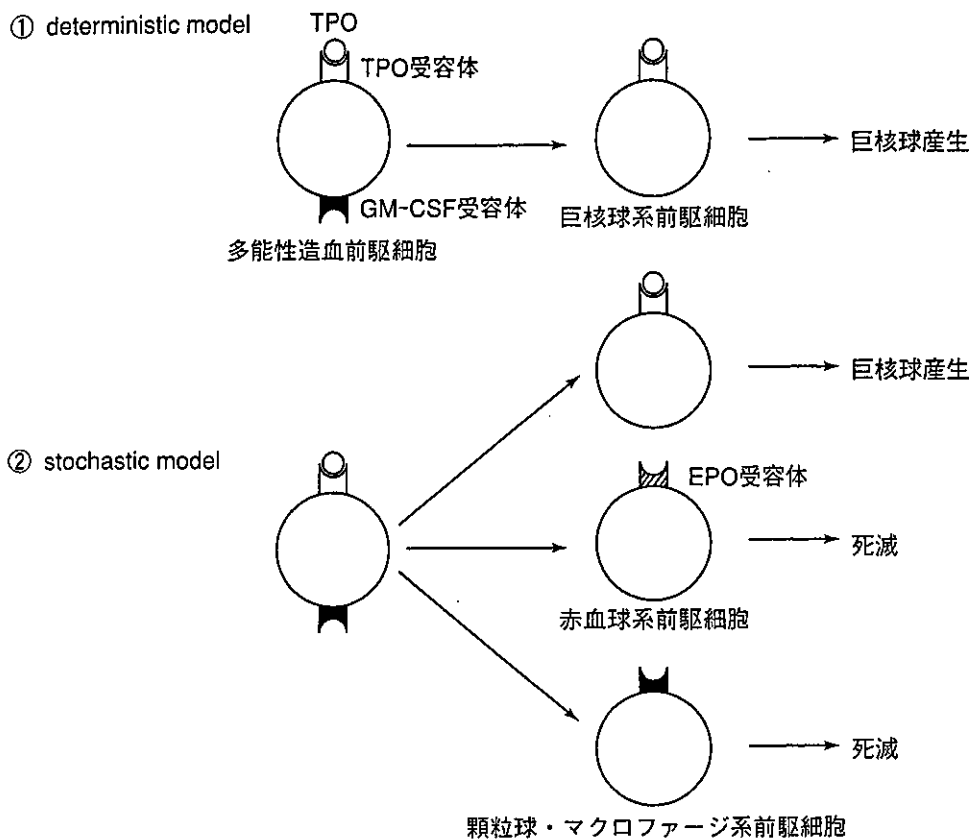 ① deterministic model
TPO
TPO受容体
巨核球産生
GM-CSF受容体
多能性造血前駆細胞
巨核球系前駆細胞
巨核球産生
② stochastic model
EPO受容体
死滅
赤血球系前駆細胞
死滅
顆粒球・マクロファージ系前駆細胞